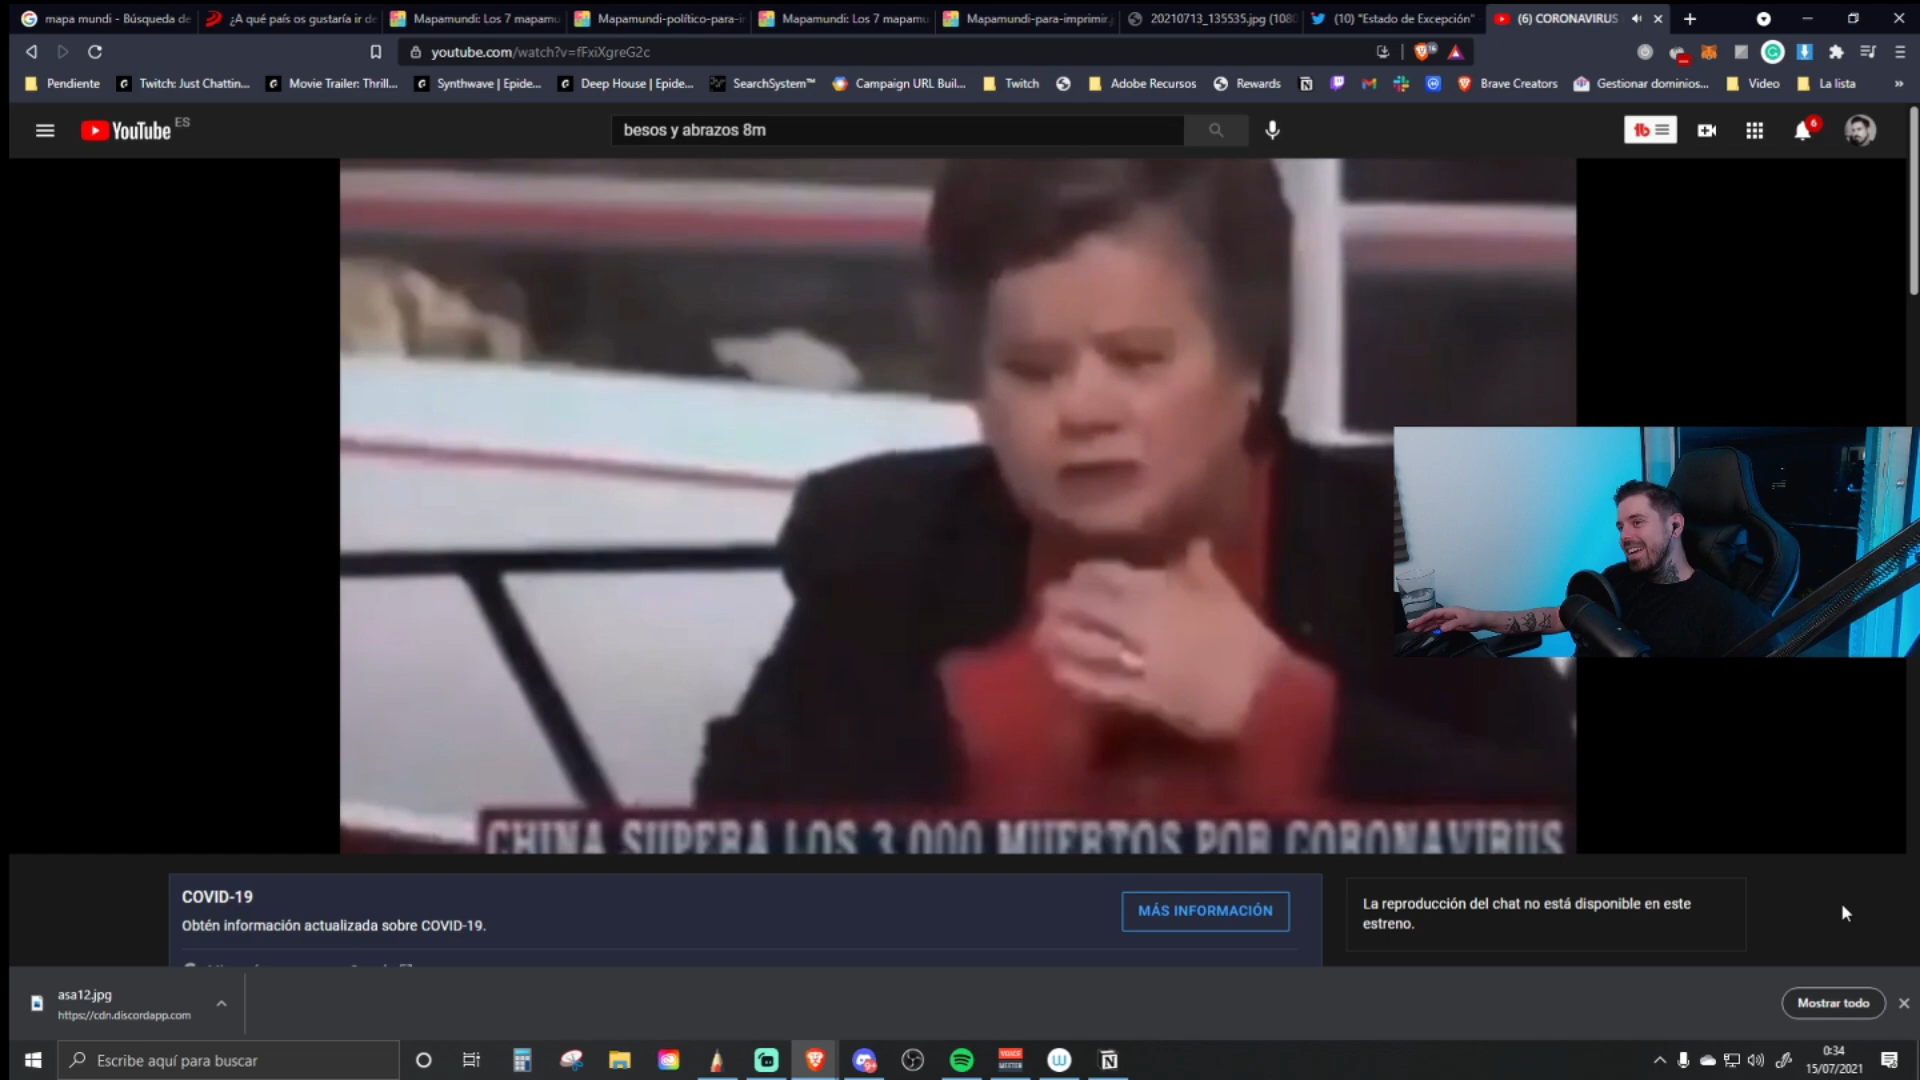 mapa mundi - Búsqueda de
¿A qué país os gustaría ir de
Mapamundi: Los 7 mapamu
Mapamundi-político-para-i
Mapamundi: Los 7 mapamu
Mapamundi-para-imprimir.j
20210713_135535.jpg (1080
(10) "Estado de Excepción"
(6) CORONAVIRUS
youtube.com/watch?v=fFxiXgreG2c
Pendiente
Twitch: Just Chattin...
Movie Trailer: Thrill...
Synthwave | Epide...
Deep House | Epide...
SearchSystem™
Campaign URL Buil...
Twitch
Adobe Recursos
Rewards
Brave Creators
Gestionar dominios...
Video
La lista
YouTube ES
besos y abrazos 8m
6
CHINA SUPERA LOS 3.000 MUERTOS POR CORONAVIRUS
COVID-19
Obtén información actualizada sobre COVID-19.
MÁS INFORMACIÓN
La reproducción del chat no está disponible en este
estreno.
asa12.jpg
https://cdn.discordapp.com
Mostrar todo
Escribe aquí para buscar
0:34
15/07/2021